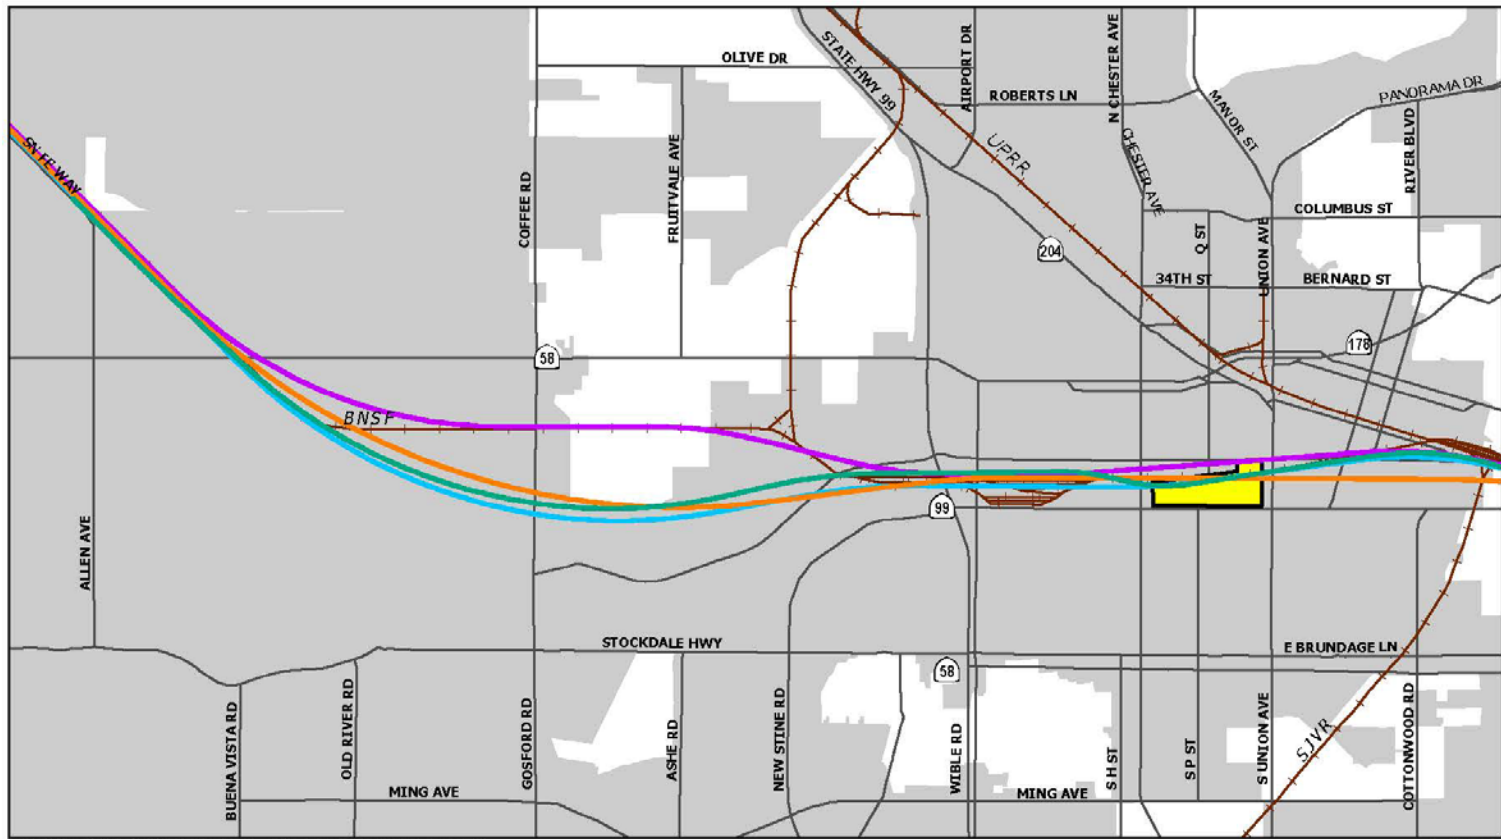 OLIVE DR
STATE HWY 99
AIRPORT DR
ROBERTS LN
N CHESTER AVE
MANOR ST
PANORAMA DR
RIVER BLVD
SN FE WAY
COFFEE RD
FRUITVALE AVE
UPRR
CHESTER AVE
COLUMBUS ST
204
Q ST
UNION AVE
34TH ST
BERNARD ST
58
178
BNSF
99
ALLEN AVE
STOCKDALE HWY
E BRUNDAGE LN
58
BUENA VISTA RD
OLD RIVER RD
GOSFORD RD
ASHE RD
NEW STINE RD
WIBLE RD
S H ST
S P ST
S UNION AVE
SJVR
COTTONWOOD RD
MING AVE
MING AVE